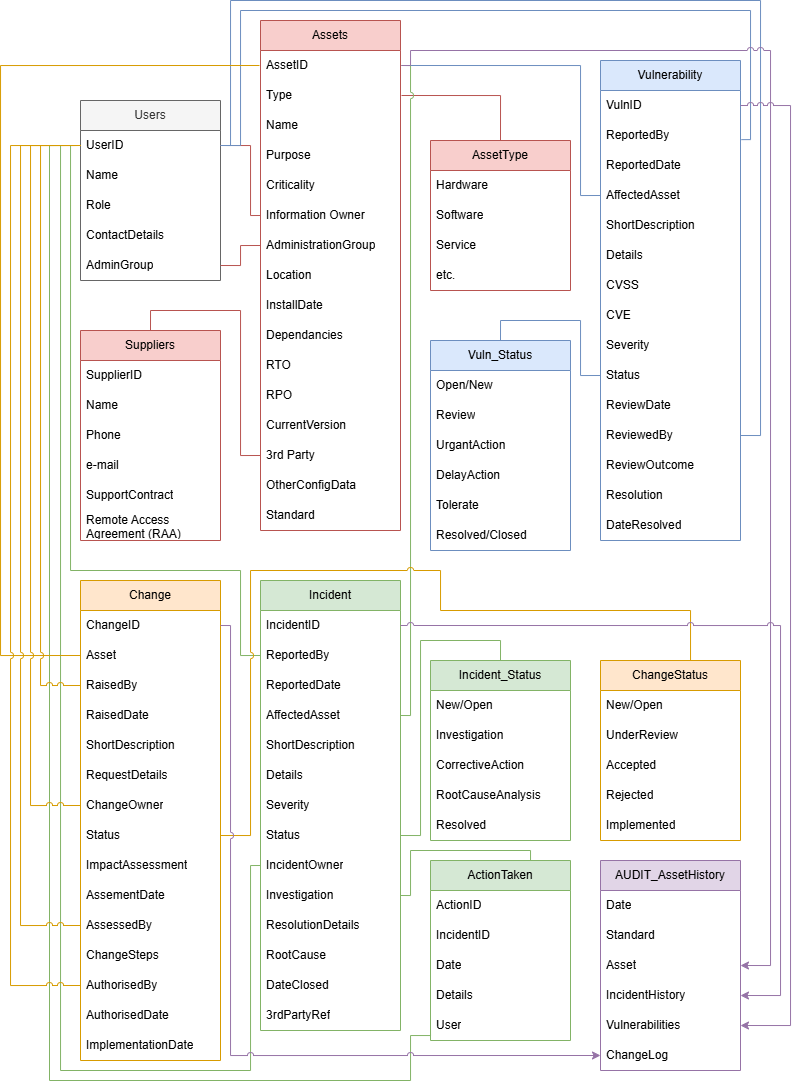 Assets
AssetID
Type
Name
Purpose
Criticality
Information Owner
AdministrationGroup
Location
InstallDate
Dependancies
RTO
RPO
CurrentVersion
3rd Party
OtherConfigData
Standard
Users
UserID
Name
Role
ContactDetails
AdminGroup
AssetType
Hardware
Software
Service
etc.
Vulnerability
VulnID
ReportedBy
ReportedDate
AffectedAsset
ShortDescription
Details
CVSS
CVE
Severity
Status
ReviewDate
ReviewedBy
ReviewOutcome
Resolution
DateResolved
Suppliers
SupplierID
Name
Phone
e-mail
SupportContract
Remote Access
Agreement (RAA)
Vuln_Status
Open/New
Review
UrgantAction
DelayAction
Tolerate
Resolved/Closed
Change
ChangeID
Asset
RaisedBy
RaisedDate
ShortDescription
RequestDetails
ChangeOwner
Status
ImpactAssessment
AssementDate
AssessedBy
ChangeSteps
AuthorisedBy
AuthorisedDate
ImplementationDate
Incident
IncidentID
ReportedBy
ReportedDate
AffectedAsset
ShortDescription
Details
Severity
Status
IncidentOwner
Investigation
ResolutionDetails
RootCause
DateClosed
3rdPartyRef
Incident_Status
New/Open
Investigation
CorrectiveAction
RootCauseAnalysis
Resolved
ChangeStatus
New/Open
UnderReview
Accepted
Rejected
Implemented
ActionTaken
ActionID
IncidentID
Date
Details
User
AUDIT_AssetHistory
Date
Standard
Asset
IncidentHistory
Vulnerabilities
ChangeLog